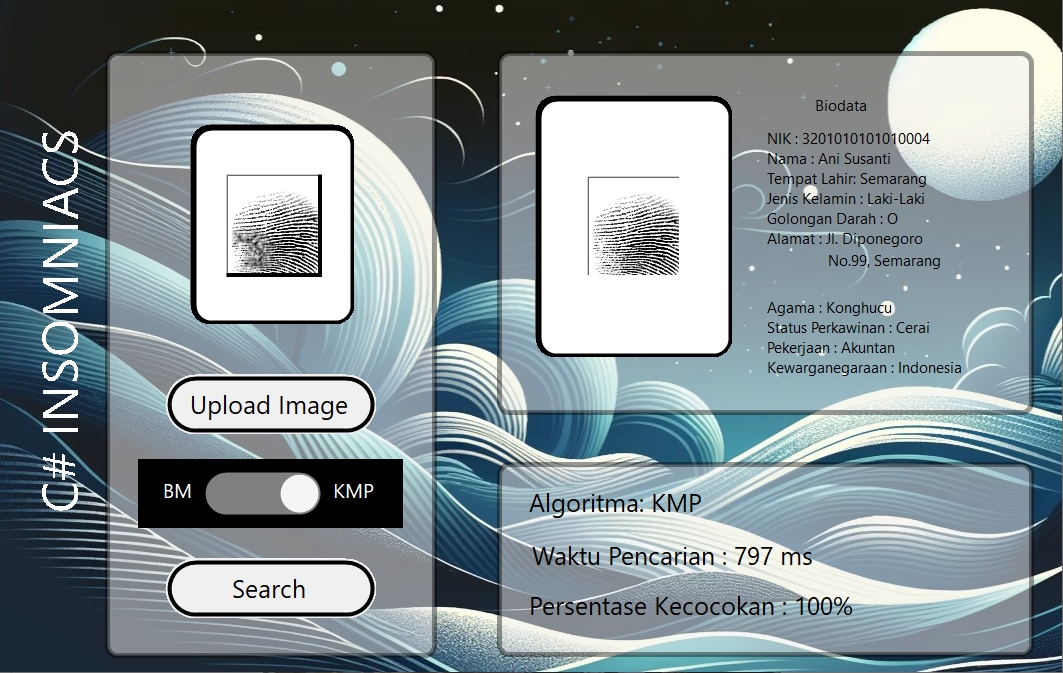 C# INSOMNIACS
Upload Image
BM
KMP
Search
Biodata
NIK : 3201010101010004
Nama : Ani Susanti
Tempat Lahir: Semarang
Jenis Kelamin : Laki-Laki
Golongan Darah : O
Alamat : Jl. Diponegoro
No.99, Semarang
Agama : Konghucu
Status Perkawinan : Cerai
Pekerjaan : Akuntan
Kewarganegaraan : Indonesia
Algoritma: KMP
Waktu Pencarian : 797 ms
Persentase Kecocokan : 100%